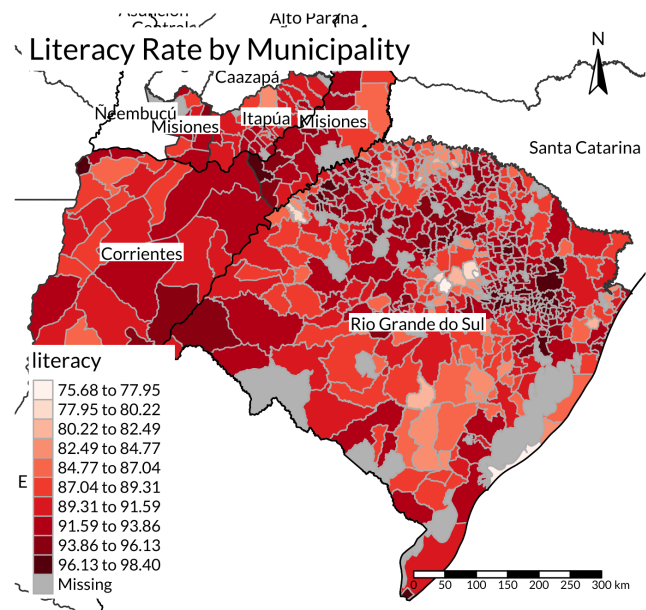 Alto Paraná
Literacy Rate by Municipality
N
Caazapá
Ñeembucú
Misiones
Itapúa
Misiones
Santa Catarina
Corrientes
Rio Grande do Sul
literacy
75.68 to 77.95
77.95 to 80.22
80.22 to 82.49
82.49 to 84.77
84.77 to 87.04
87.04 to 89.31
89.31 to 91.59
91.59 to 93.86
93.86 to 96.13
96.13 to 98.40
Missing
E
0 50 100 150 200 250 300 km